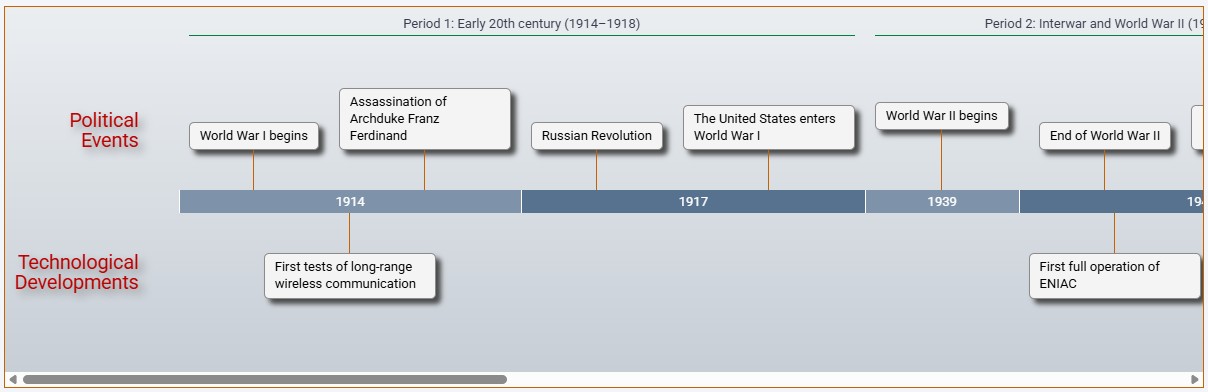 Period 1: Early 20th century (1914–1918)
Period 2: Interwar and World War II (19
Political
Events
World War I begins
Assassination of
Archduke Franz
Ferdinand
Russian Revolution
The United States enters
World War I
World War II begins
End of World War II
1914
1917
1939
194
Technological
Developments
First tests of long-range
wireless communication
First full operation of
ENIAC